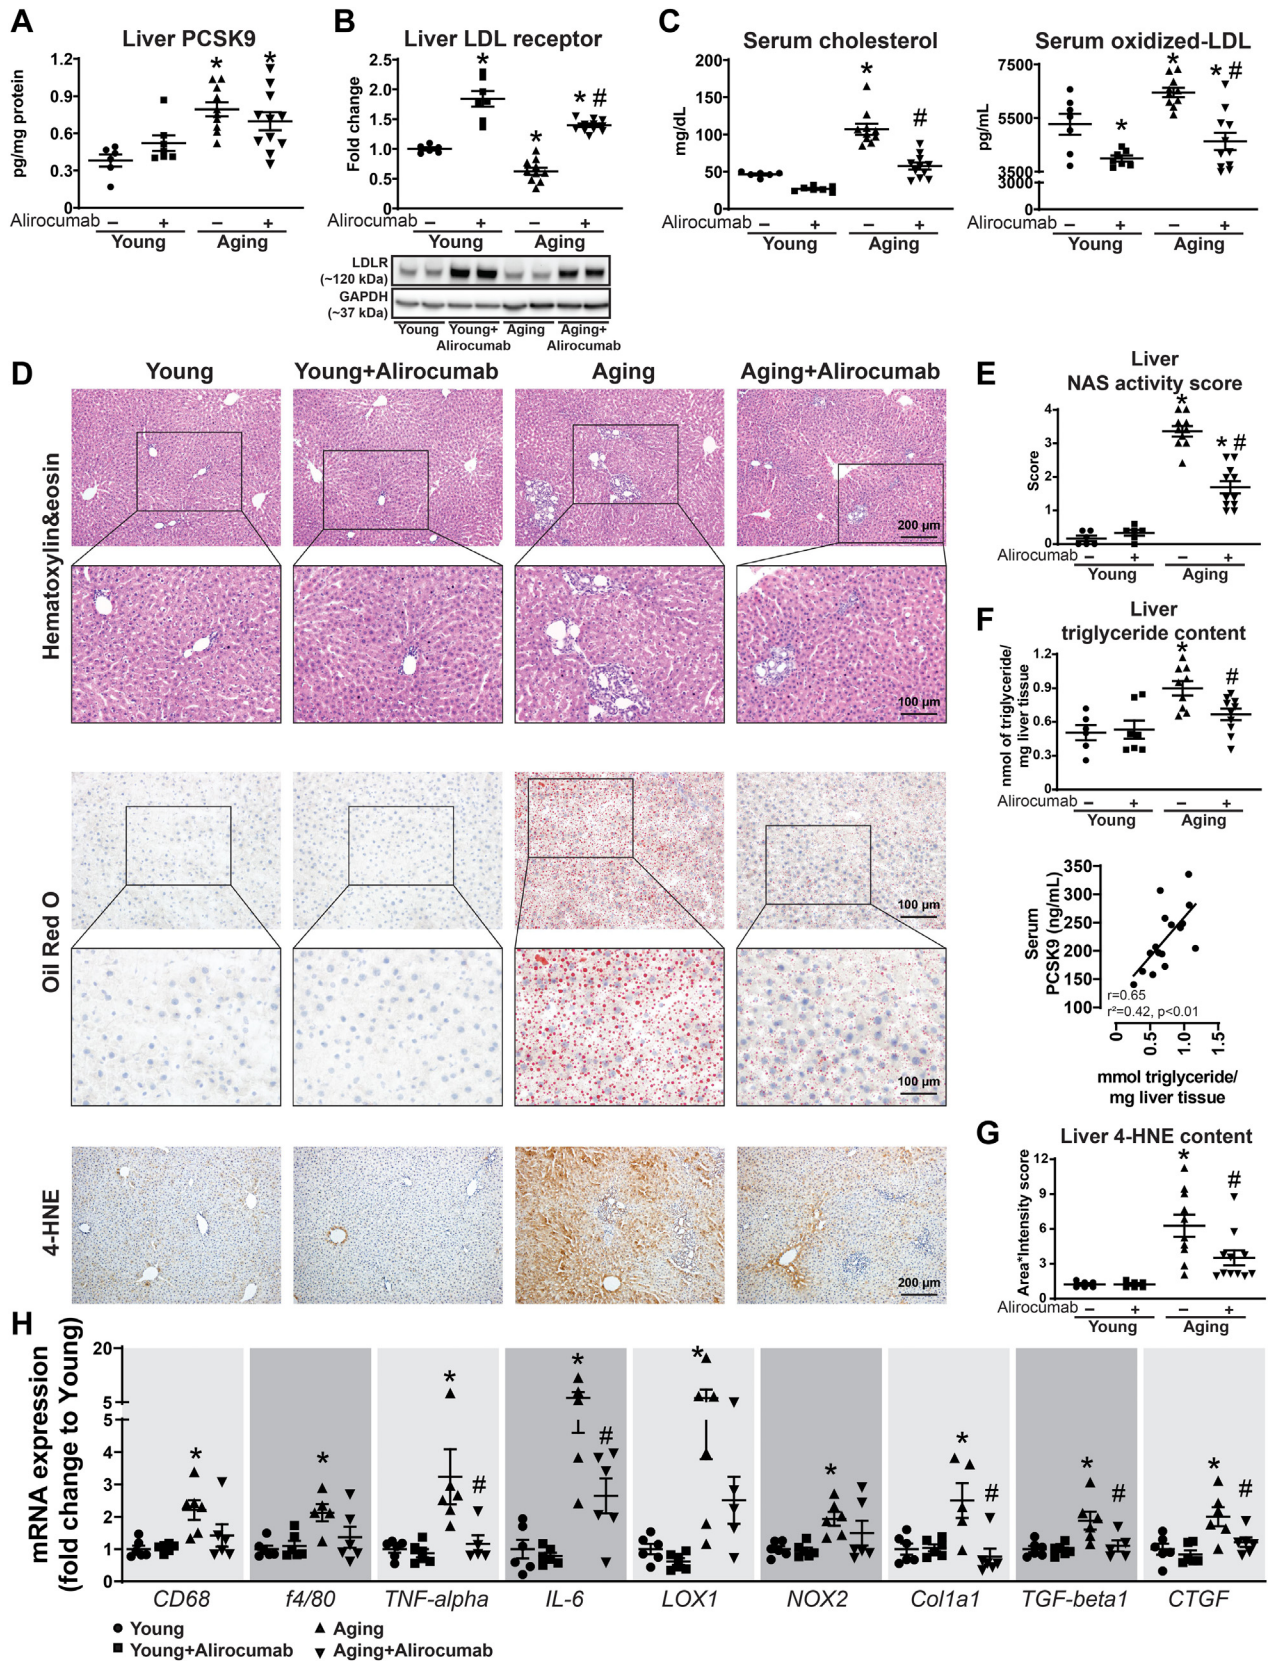 A
Liver PCSK9
pg/mg protein
1.2
0.9
0.6
0.3
0
* *
Alirocumab – + – +
Young Aging
B
Liver LDL receptor
Fold change
2.5
2.0
1.5
1.0
0.5
0.0
* * * #
Alirocumab – + – +
Young Aging
LDLR
(~120 kDa)
GAPDH
(~37 kDa)
Young Young+ Aging Aging+
Alirocumab Alirocumab
C
Serum cholesterol
mg/dL
200
150
100
50
0
* #
Alirocumab – + – +
Young Aging
Serum oxidized-LDL
pg/mL
7500
5500
3500
3000
0
* * * #
Alirocumab – + – +
Young Aging
D
Young Young+Alirocumab Aging Aging+Alirocumab
Hematoxylin&eosin
200 µm
100 µm
Oil Red O
100 µm
100 µm
4-HNE
200 µm
E
Liver
NAS activity score
Score
4
3
2
1
0
* * #
Alirocumab – + – +
Young Aging
F
Liver
triglyceride content
nmol of triglyceride/
mg liver tissue
1.2
0.9
0.6
0.3
0
* #
Alirocumab – + – +
Young Aging
Serum
PCSK9 (ng/mL)
350
300
250
200
150
100
r=0.65
r²=0.42, p<0.01
0 0.5 1.0 1.5
mmol triglyceride/
mg liver tissue
G
Liver 4-HNE content
Area*Intensity score
12
9
6
3
0
* #
Alirocumab – + – +
Young Aging
H
mRNA expression
(fold change to Young)
20
5
5
4
3
2
1
0
* * * # * # * * * # * # * #
CD68 f4/80 TNF-alpha IL-6 LOX1 NOX2 Col1a1 TGF-beta1 CTGF
Young Aging
Young+Alirocumab Aging+Alirocumab